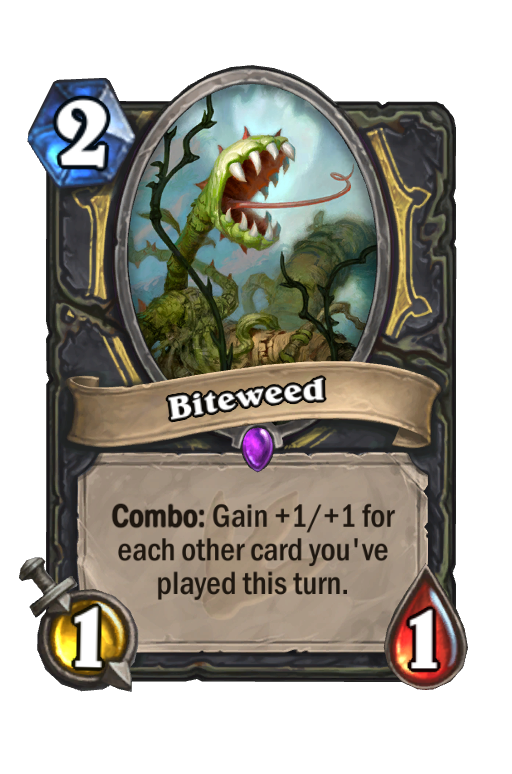 2
Biteweed
Combo: Gain +1/+1 for
each other card you've
played this turn.
1
1